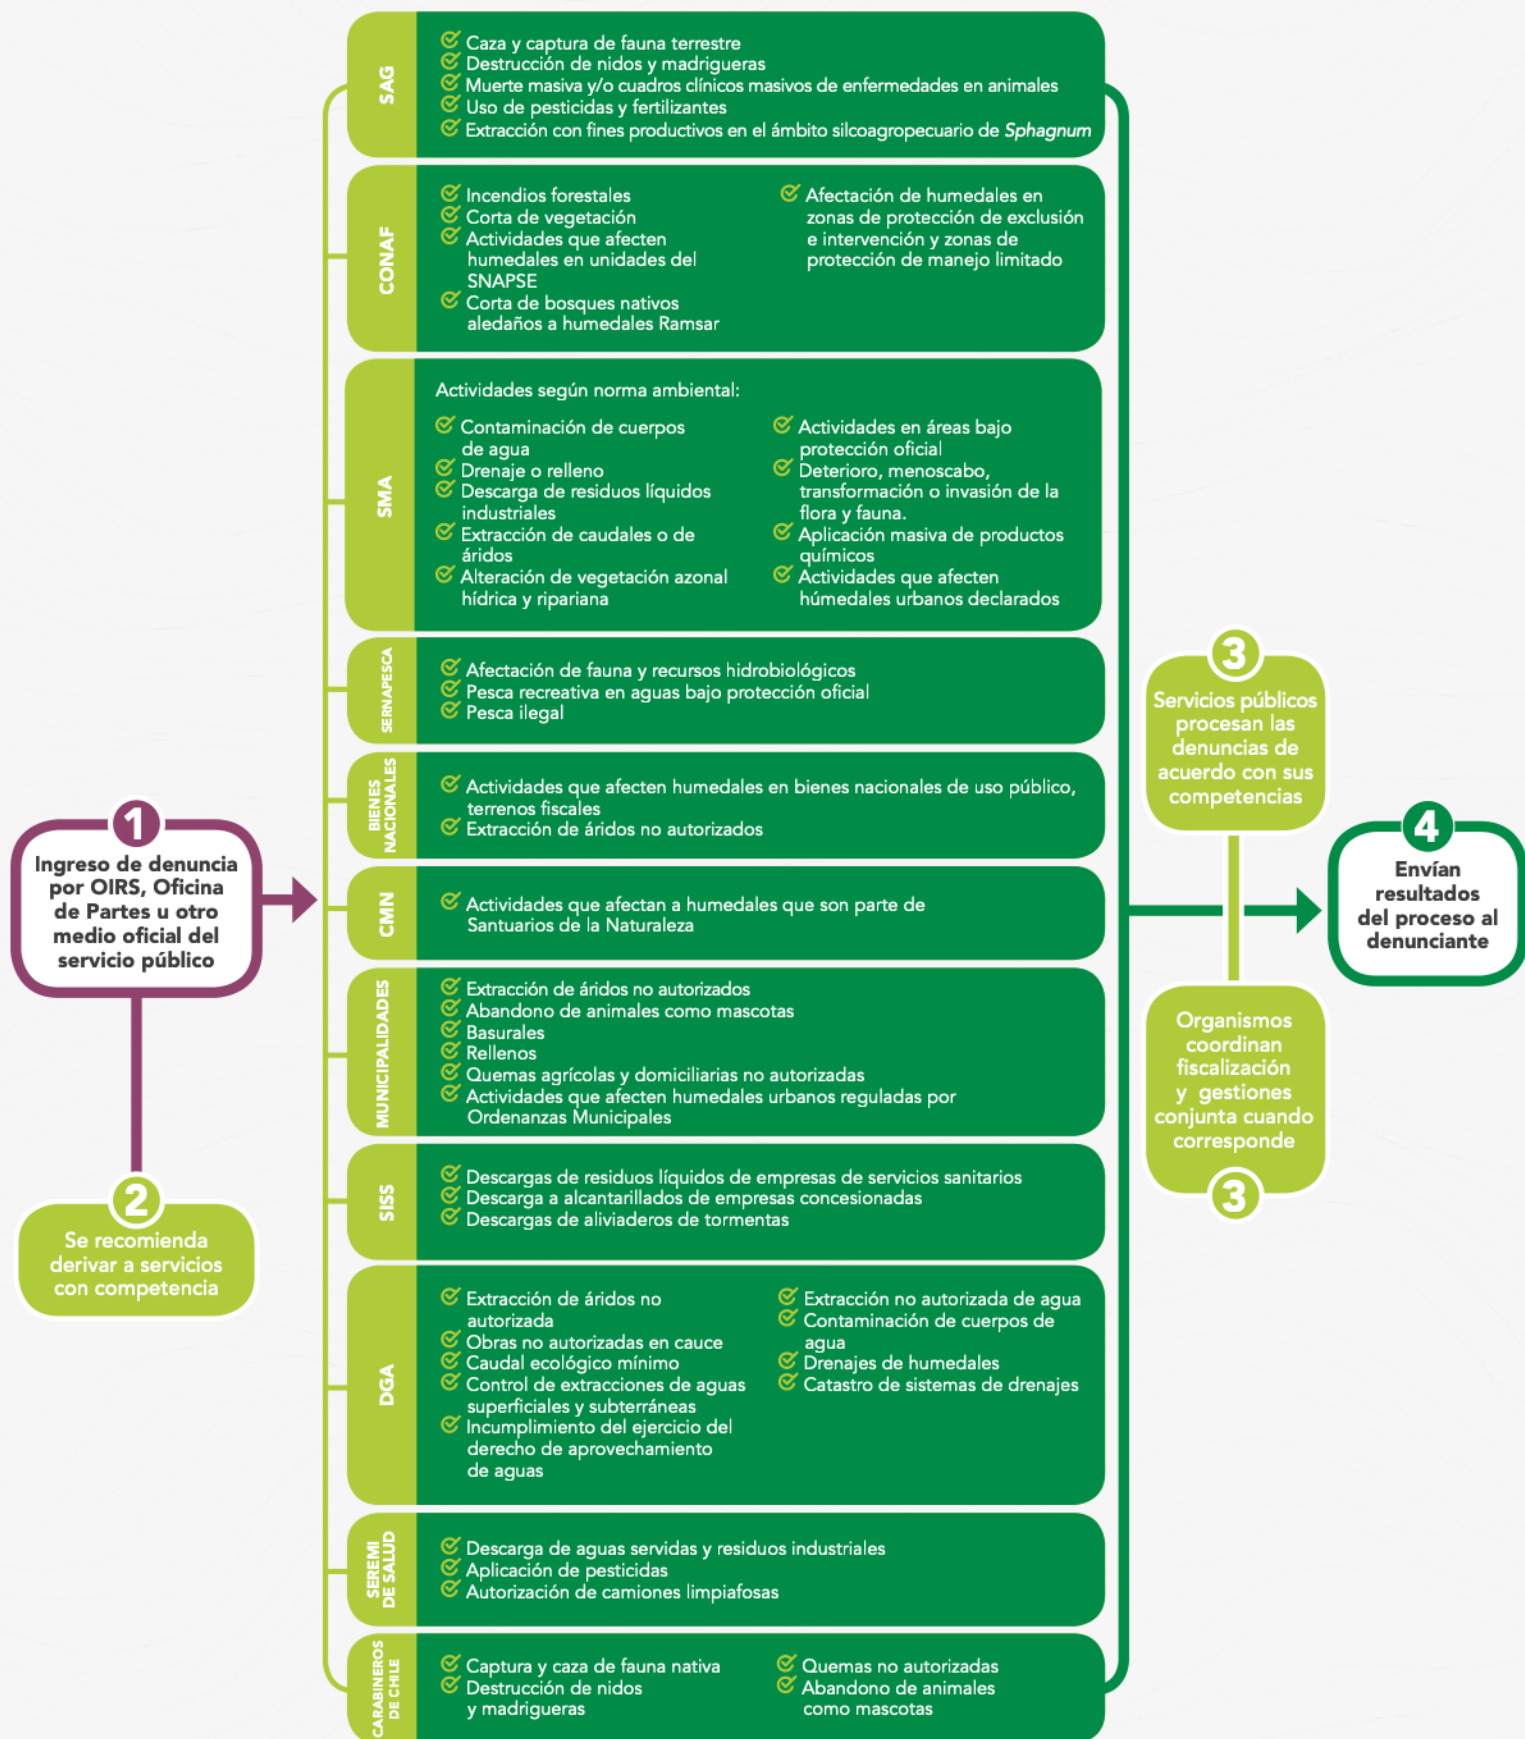 1
Ingreso de denuncia
por OIRS, Oficina
de Partes u otro
medio oficial del
servicio público
2
Se recomienda
derivar a servicios
con competencia
SAG
Caza y captura de fauna terrestre
Destrucción de nidos y madrigueras
Muerte masiva y/o cuadros clínicos masivos de enfermedades en animales
Uso de pesticidas y fertilizantes
Extracción con fines productivos en el ámbito silcoagropecuario de Sphagnum
CONAF
Incendios forestales
Corta de vegetación
Actividades que afecten
humedales en unidades del
SNAPSE
Corta de bosques nativos
aledaños a humedales Ramsar
Afectación de humedales en
zonas de protección de exclusión
e intervención y zonas de
protección de manejo limitado
SMA
Actividades según norma ambiental:
Contaminación de cuerpos
de agua
Drenaje o relleno
Descarga de residuos líquidos
industriales
Extracción de caudales o de
áridos
Alteración de vegetación azonal
hídrica y ripariana
Actividades en áreas bajo
protección oficial
Deterioro, menoscabo,
transformación o invasión de la
flora y fauna.
Aplicación masiva de productos
químicos
Actividades que afecten
húmedales urbanos declarados
SERNAPESCA
Afectación de fauna y recursos hidrobiológicos
Pesca recreativa en aguas bajo protección oficial
Pesca ilegal
BIENES
NACIONALES
Actividades que afecten humedales en bienes nacionales de uso público,
terrenos fiscales
Extracción de áridos no autorizados
CMN
Actividades que afectan a humedales que son parte de
Santuarios de la Naturaleza
MUNICIPALIDADES
Extracción de áridos no autorizados
Abandono de animales como mascotas
Basurales
Rellenos
Quemas agrícolas y domiciliarias no autorizadas
Actividades que afecten humedales urbanos reguladas por
Ordenanzas Municipales
SISS
Descargas de residuos líquidos de empresas de servicios sanitarios
Descarga a alcantarillados de empresas concesionadas
Descargas de aliviaderos de tormentas
DGA
Extracción de áridos no
autorizada
Obras no autorizadas en cauce
Caudal ecológico mínimo
Control de extracciones de aguas
superficiales y subterráneas
Incumplimiento del ejercicio del
derecho de aprovechamiento
de aguas
Extracción no autorizada de agua
Contaminación de cuerpos de
agua
Drenajes de humedales
Catastro de sistemas de drenajes
SEREMI
DE SALUD
Descarga de aguas servidas y residuos industriales
Aplicación de pesticidas
Autorización de camiones limpiafosas
CARABINEROS
DE CHILE
Captura y caza de fauna nativa
Destrucción de nidos
y madrigueras
Quemas no autorizadas
Abandono de animales
como mascotas
3
Servicios públicos
procesan las
denuncias de
acuerdo con sus
competencias
Organismos
coordinan
fiscalización
y gestiones
conjunta cuando
corresponde
3
4
Envían
resultados
del proceso al
denunciante